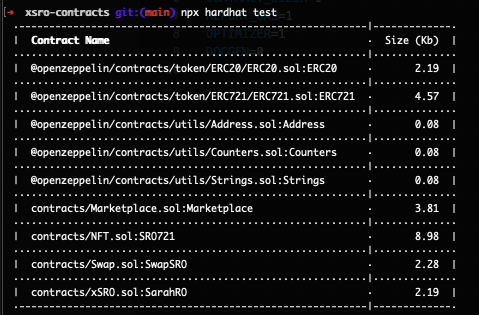 ➜ xsro-contracts git:(main) npx hardhat test
Contract Name | Size (Kb)
@openzeppelin/contracts/token/ERC20/ERC20.sol:ERC20 | 2.19
@openzeppelin/contracts/token/ERC721/ERC721.sol:ERC721 | 4.57
@openzeppelin/contracts/utils/Address.sol:Address | 0.08
@openzeppelin/contracts/utils/Counters.sol:Counters | 0.08
@openzeppelin/contracts/utils/Strings.sol:Strings | 0.08
contracts/Marketplace.sol:Marketplace | 3.81
contracts/NFT.sol:SRO721 | 8.98
contracts/Swap.sol:SwapSRO | 2.28
contracts/xSRO.sol:SarahRO | 2.19